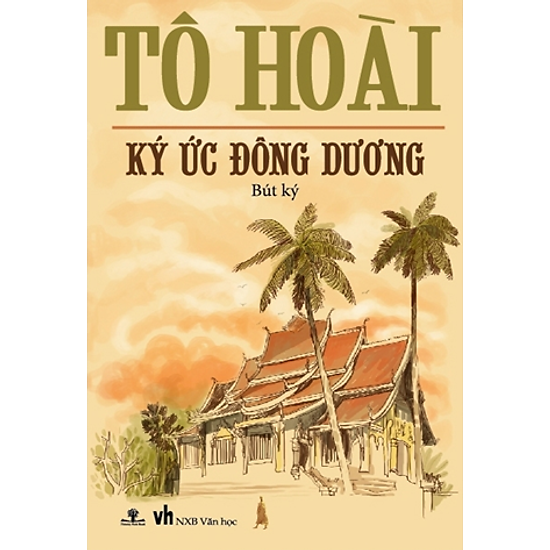 TÔ HOÀI
KÝ ỨC ĐÔNG DƯƠNG
Bút ký
vh NXB Văn học